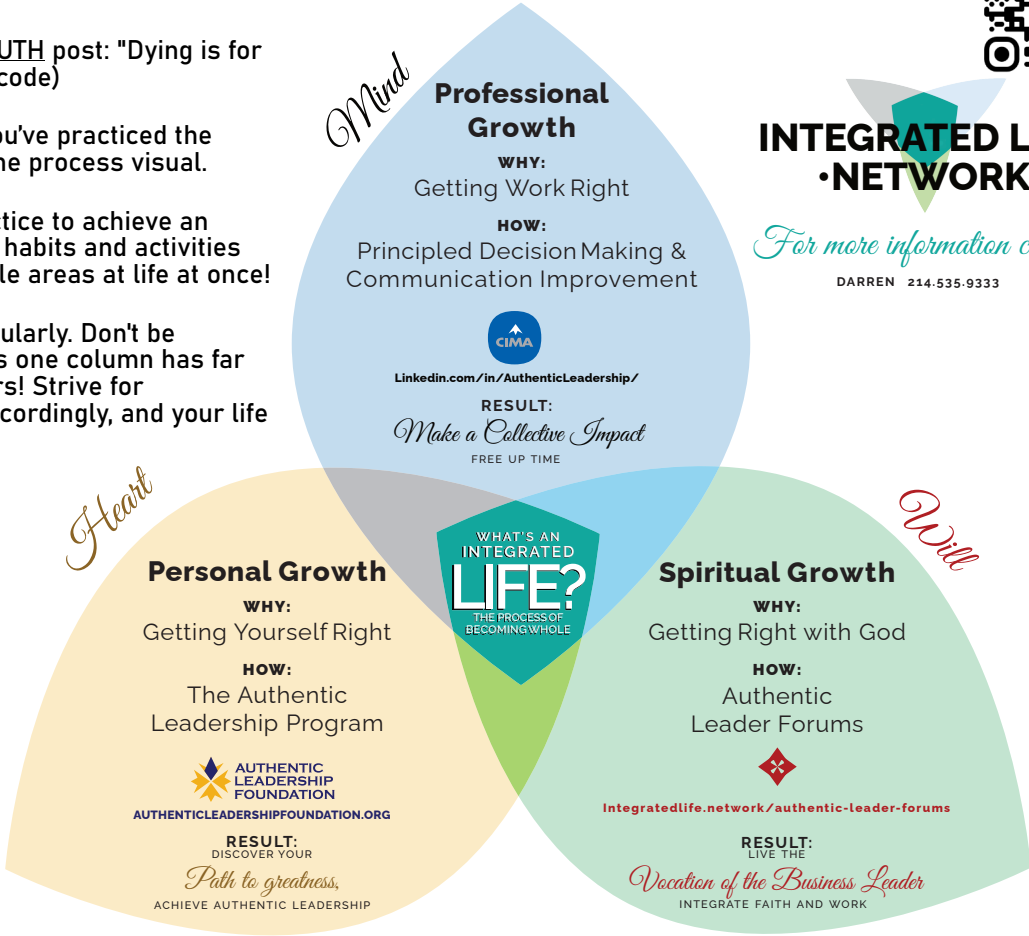 UTH post: "Dying is for
code)
ou've practiced the
ne process visual.
ctice to achieve an
habits and activities
le areas at life at once!
ularly. Don't be
s one column has far
rs! Strive for
cordingly, and your life
Mind
Professional
Growth
WHY:
Getting Work Right
HOW:
Principled Decision Making &
Communication Improvement
CIMA
Linkedin.com/in/AuthenticLeadership/
RESULT:
Make a Collective Impact
FREE UP TIME
INTEGRATED L
•NETWORK
For more information c
DARREN 214.535.9333
Heart
Personal Growth
WHY:
Getting Yourself Right
HOW:
The Authentic
Leadership Program
AUTHENTIC
LEADERSHIP
FOUNDATION
AUTHENTICLEADERSHIPFOUNDATION.ORG
RESULT:
DISCOVER YOUR
Path to greatness,
ACHIEVE AUTHENTIC LEADERSHIP
WHAT'S AN
INTEGRATED
LIFE?
THE PROCESS OF
BECOMING WHOLE
Will
Spiritual Growth
WHY:
Getting Right with God
HOW:
Authentic
Leader Forums
Integratedlife.network/authentic-leader-forums
RESULT:
LIVE THE
Vocation of the Business Leader
INTEGRATE FAITH AND WORK